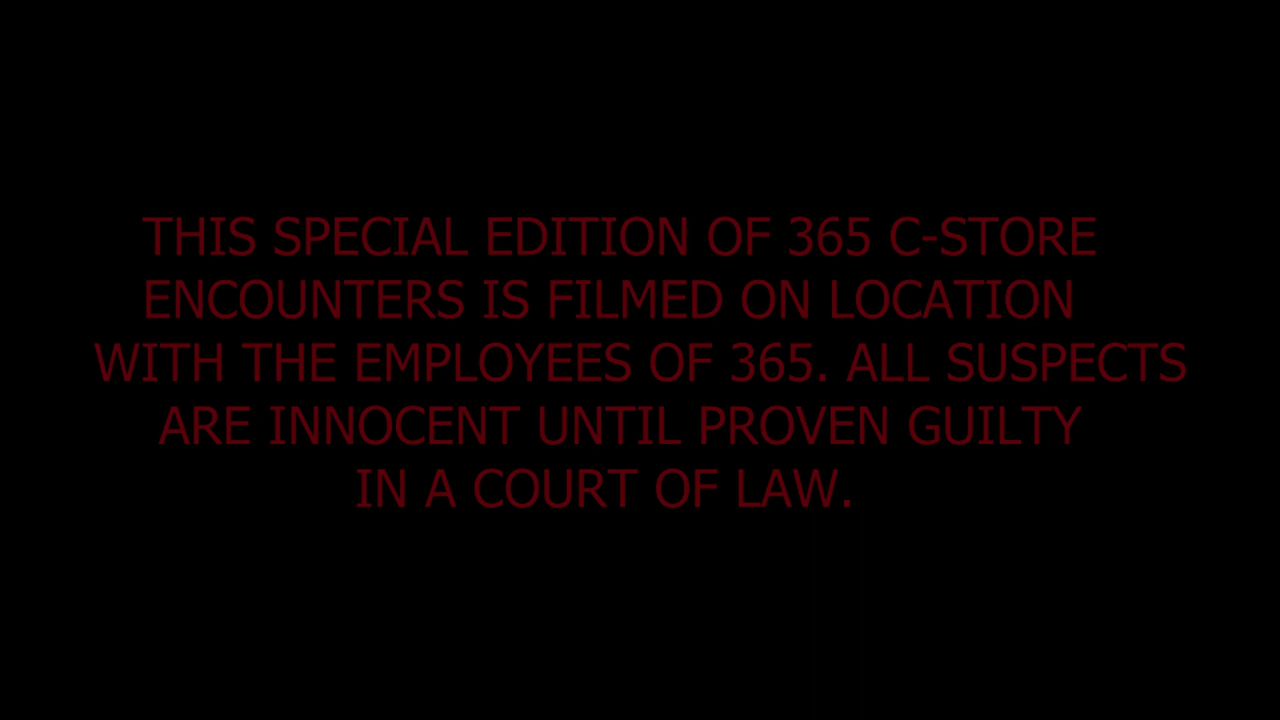 THIS SPECIAL EDITION OF 365 C-STORE
ENCOUNTERS IS FILMED ON LOCATION
WITH THE EMPLOYEES OF 365. ALL SUSPECTS
ARE INNOCENT UNTIL PROVEN GUILTY
IN A COURT OF LAW.